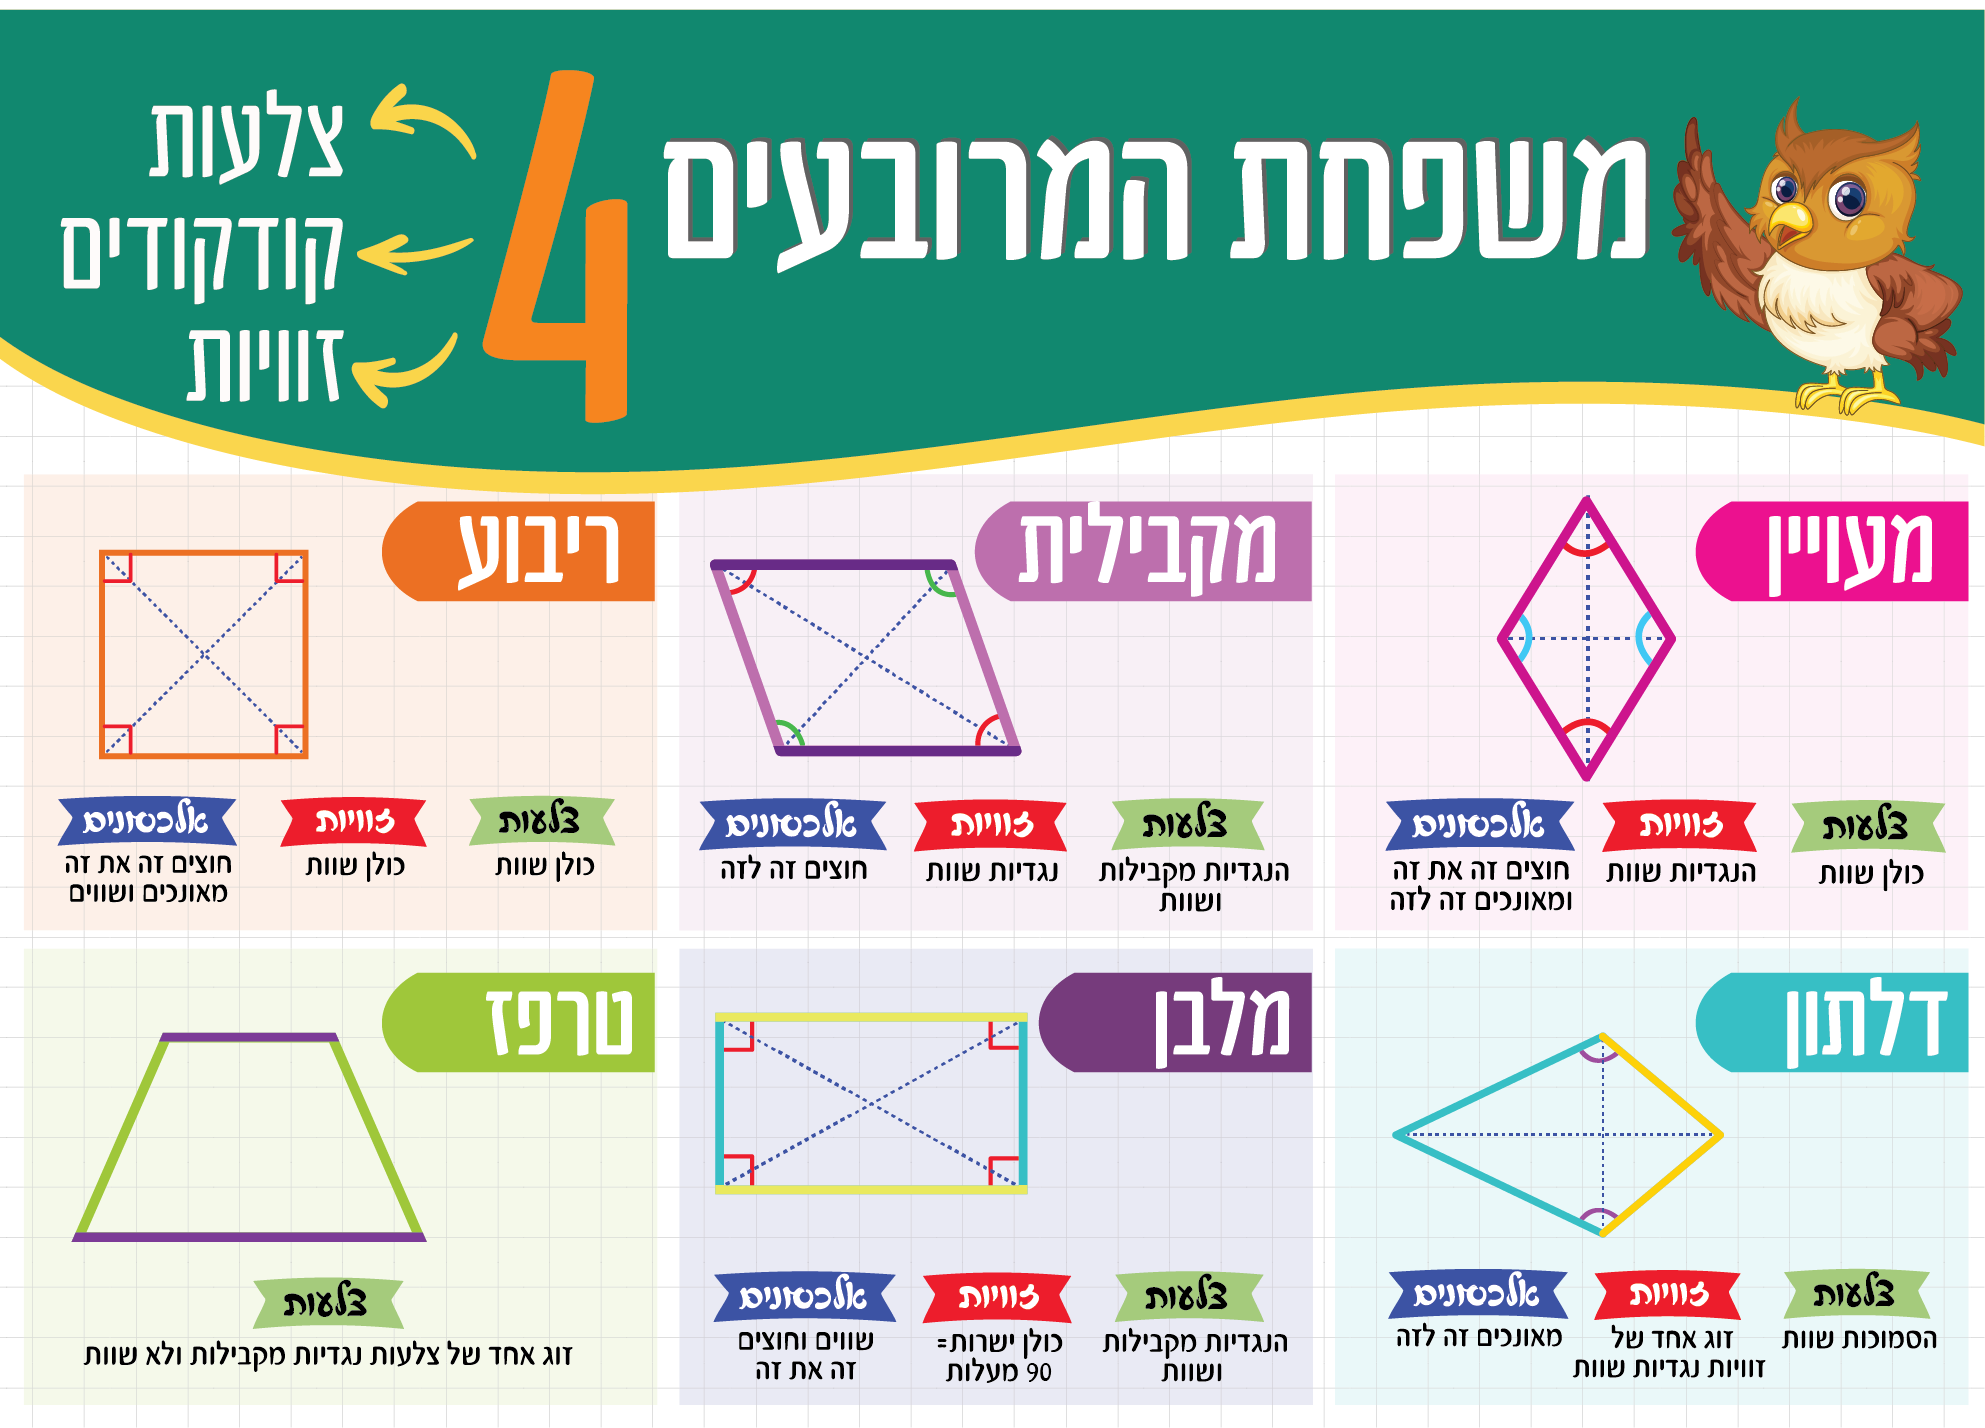 משפחת המרובעים
4
צלעות
קודקודים
זוויות
מעויין
צלעות
כולן שוות
זוויות
הנגדיות שוות
אלכסונים
חוצים זה את זה
ומאונכים זה לזה
מקבילית
צלעות
הנגדיות מקבילות
ושוות
זוויות
נגדיות שוות
אלכסונים
חוצים זה לזה
ריבוע
צלעות
כולן שוות
זוויות
כולן שוות
אלכסונים
חוצים זה את זה
מאונכים ושווים
דלתון
צלעות
הסמוכות שוות
זוויות
זוג אחד של
זוויות נגדיות שוות
אלכסונים
מאונכים זה לזה
מלבן
צלעות
הנגדיות מקבילות
ושוות
זוויות
כולן ישרות=
90 מעלות
אלכסונים
שווים וחוצים
זה את זה
טרפז
צלעות
זוג אחד של צלעות נגדיות מקבילות ולא שוות